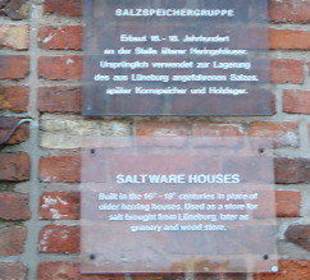 SALZSPEICHERGRUPPE
Erbaut 16. - 18. Jahrhundert
an der Stelle älterer Heringshäuser.
Ursprünglich verwendet zur Lagerung
des aus Lüneburg angefahrenen Salzes,
später Kornspeicher und Holzlager.
SALTWARE HOUSES
Built in the 16th - 18th centuries in place of
older herring houses. Used as a store for
salt brought from Lüneburg, later as
granary and wood store.